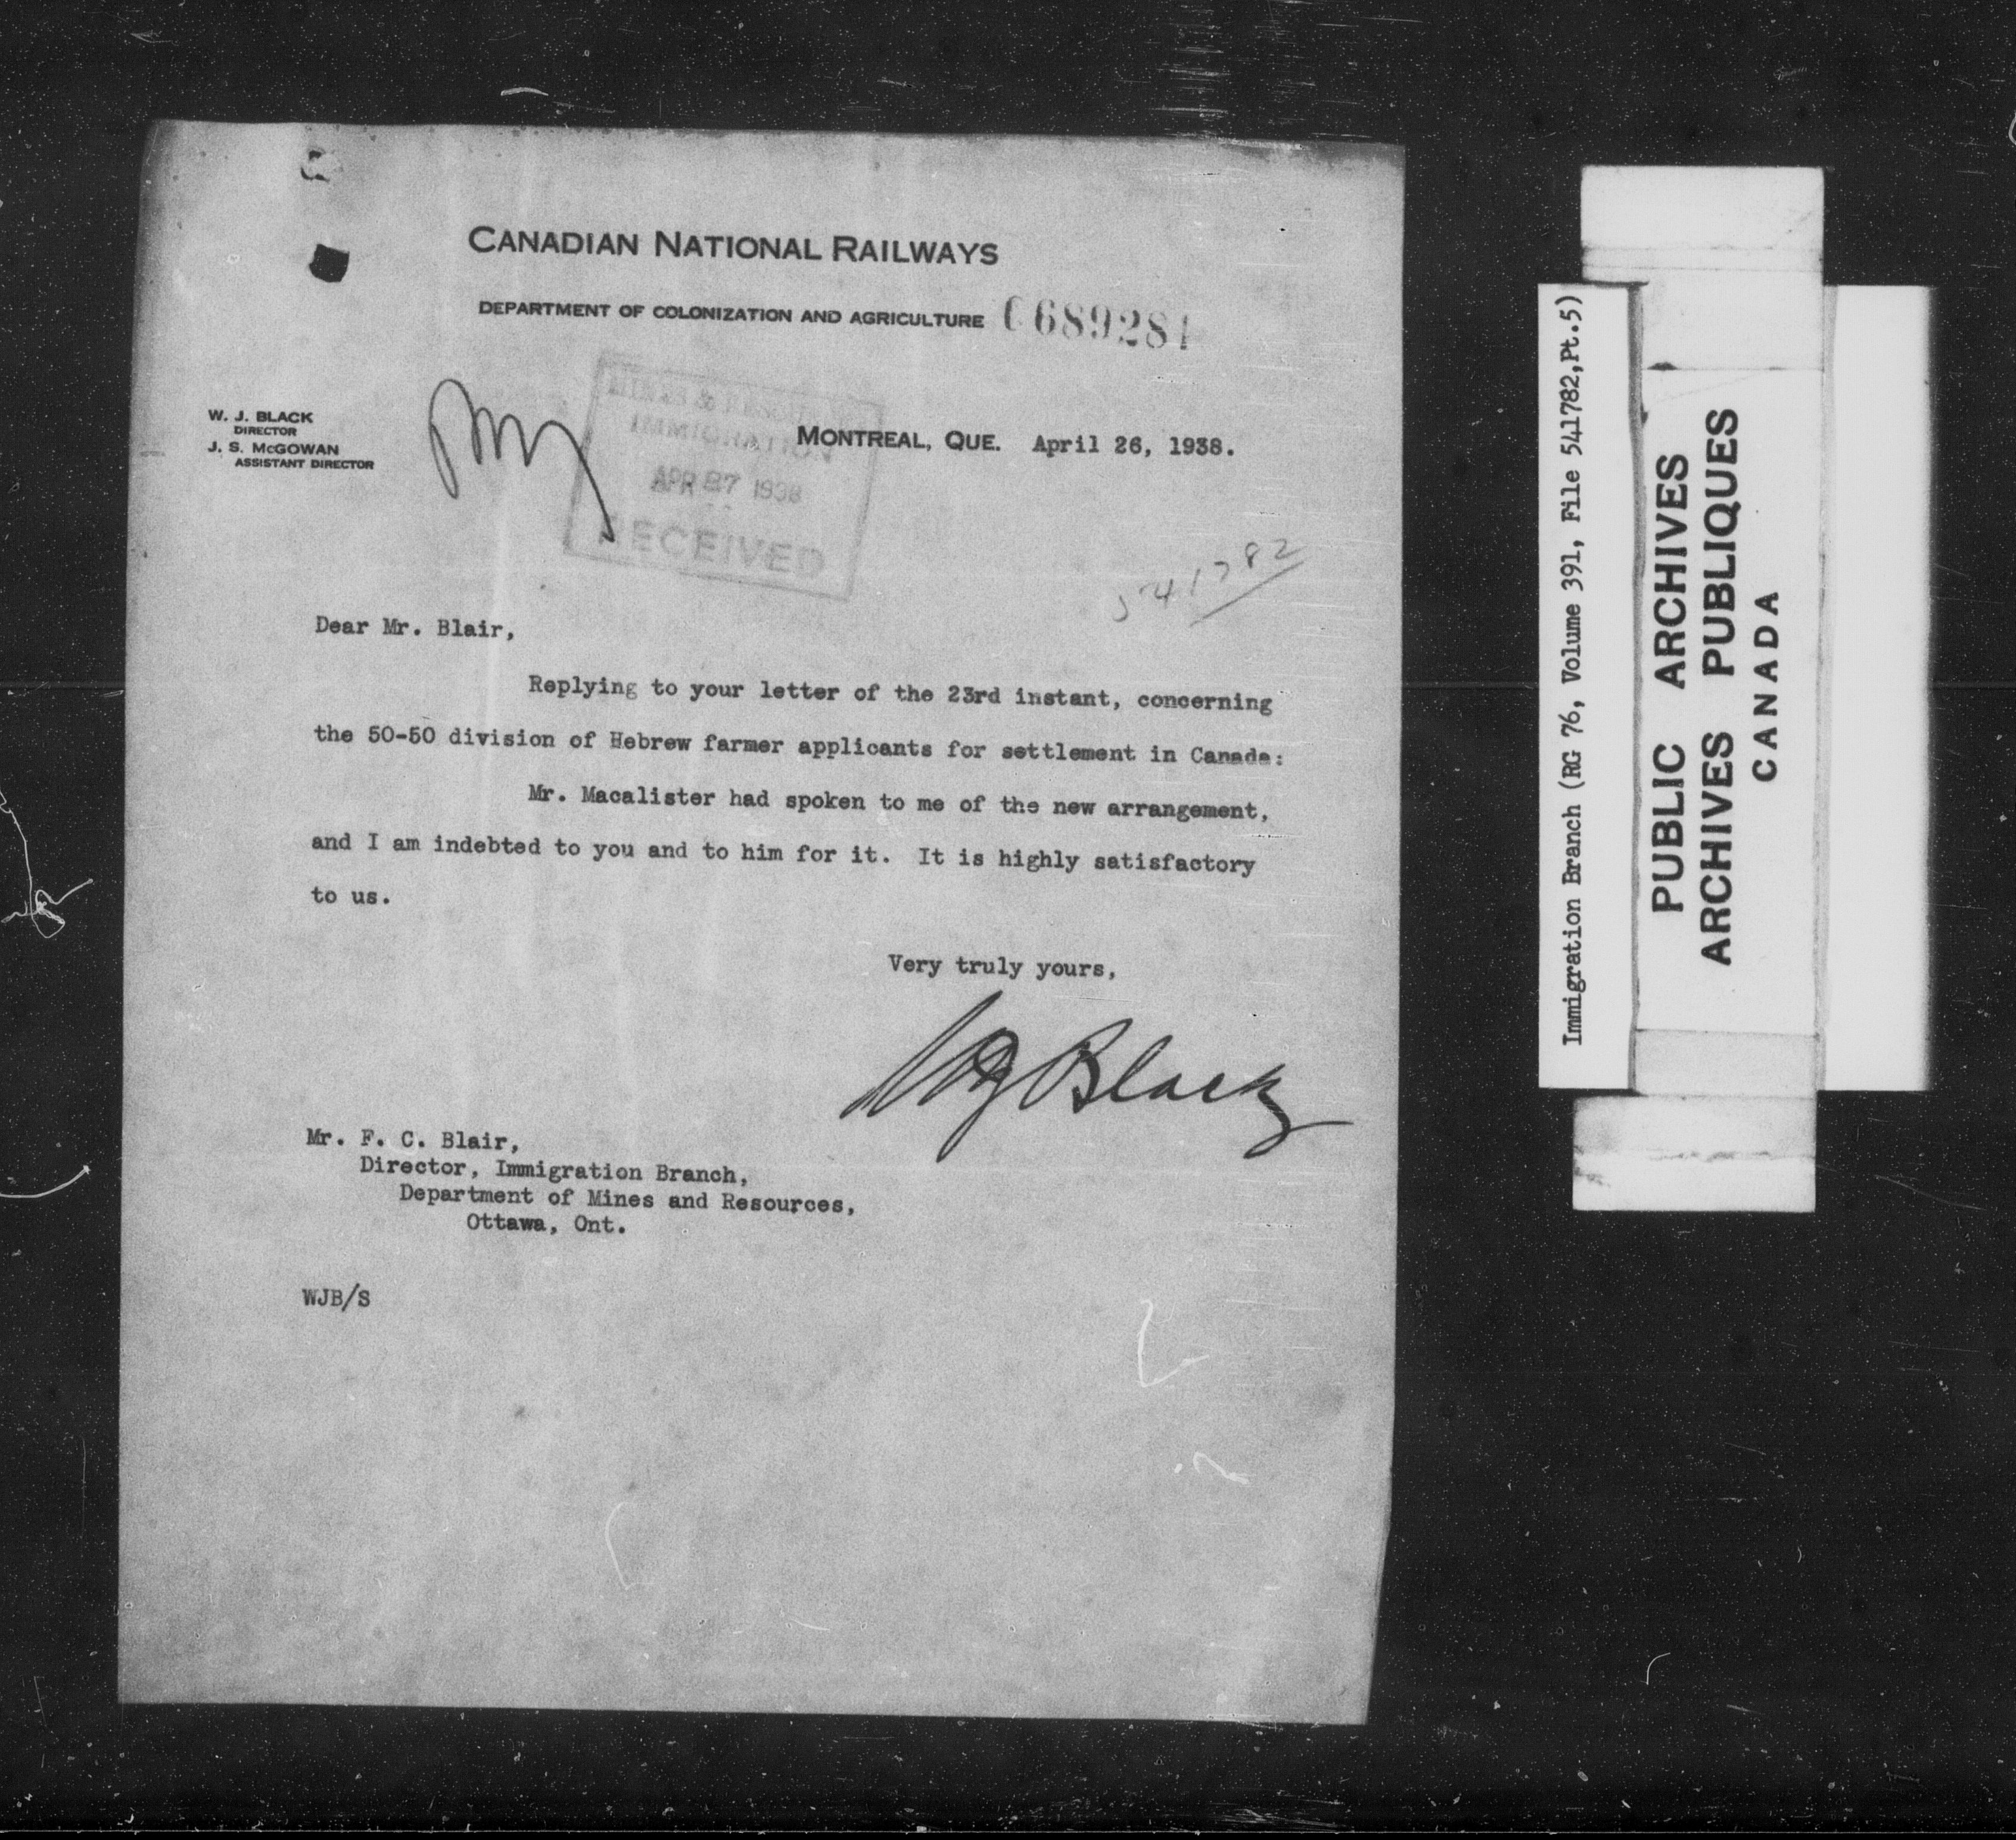 CANADIAN NATIONAL RAILWAYS
DEPARTMENT OF COLONIZATION AND AGRICULTURE 689281
W. J. BLACK
DIRECTOR
J. S. McGOWAN
ASSISTANT DIRECTOR
IMMIGRATION
APR 27 1938
RECEIVED
MONTREAL, QUE. April 26, 1938.
541782
Dear Mr. Blair,
Replying to your letter of the 23rd instant, concerning
the 50-50 division of Hebrew farmer applicants for settlement in Canada:
Mr. Macalister had spoken to me of the new arrangement,
and I am indebted to you and to him for it. It is highly satisfactory
to us.
Very truly yours,
WJ Black
Mr. F. C. Blair,
Director, Immigration Branch,
Department of Mines and Resources,
Ottawa, Ont.
WJB/S
Immigration Branch (RG 76, Volume 391, File 541782,Pt.5)
PUBLIC ARCHIVES
ARCHIVES PUBLIQUES
CANADA